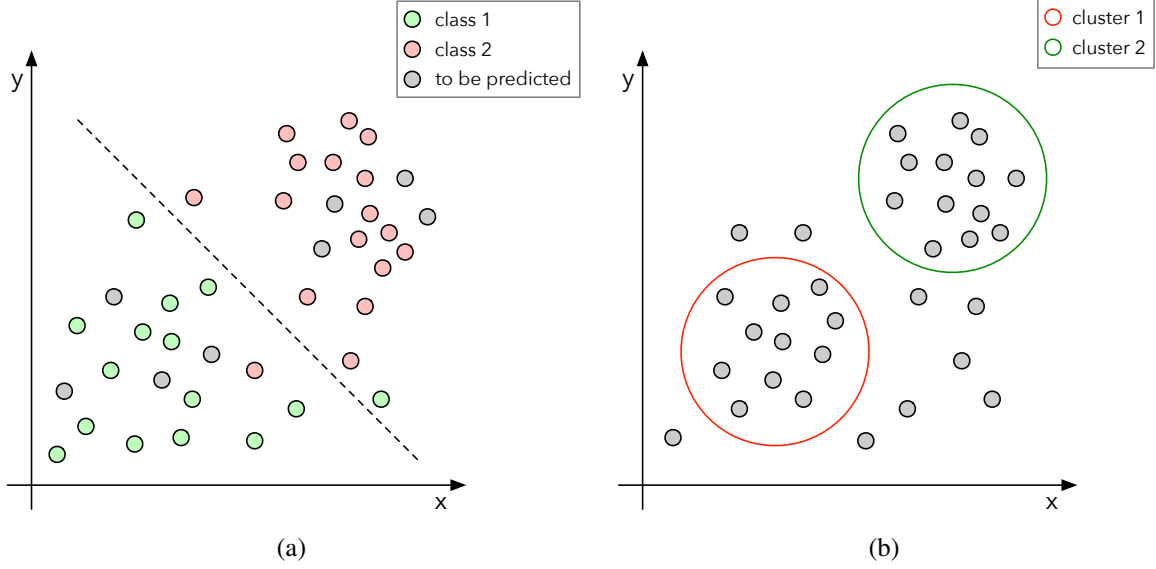 class 1
class 2
to be predicted
y
x
(a)
cluster 1
cluster 2
y
x
(b)